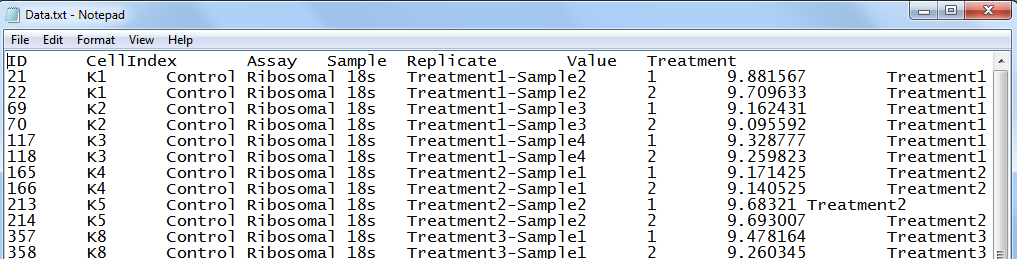 Data.txt - Notepad
File Edit Format View Help
ID CellIndex Assay Sample Replicate Value Treatment
21 K1 Control Ribosomal 18s Treatment1-Sample2 1 9.881567 Treatment1
22 K1 Control Ribosomal 18s Treatment1-Sample2 2 9.709633 Treatment1
69 K2 Control Ribosomal 18s Treatment1-Sample3 1 9.162431 Treatment1
70 K2 Control Ribosomal 18s Treatment1-Sample3 2 9.095592 Treatment1
117 K3 Control Ribosomal 18s Treatment1-Sample4 1 9.328777 Treatment1
118 K3 Control Ribosomal 18s Treatment1-Sample4 2 9.259823 Treatment1
165 K4 Control Ribosomal 18s Treatment2-Sample1 1 9.171425 Treatment2
166 K4 Control Ribosomal 18s Treatment2-Sample1 2 9.140525 Treatment2
213 K5 Control Ribosomal 18s Treatment2-Sample2 1 9.68321 Treatment2
214 K5 Control Ribosomal 18s Treatment2-Sample2 2 9.693007 Treatment2
357 K8 Control Ribosomal 18s Treatment3-Sample1 1 9.478164 Treatment3
358 K8 Control Ribosomal 18s Treatment3-Sample1 2 9.260345 Treatment3